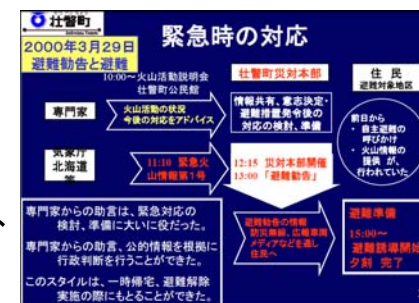 壮瞥町
緊急時の対応
2000年3月29日
避難勧告と避難
10:00~火山活動説明会
壮瞥町公民館
壮瞥町災対本部
住 民
避難対象地区
専門家
火山活動の状況
今後の対応をアドバイス
情報共有、意志決定・
避難措置発令後の
対応の検討、準備
前日から
・ 自主避難の
呼びかけ
・ 火山情報の
提供 が、
行われていた
気象庁
北海道
等
11:10 緊急火
山情報第1号
12:15 災対本部開催
13:00 「避難勧告」
専門家からの助言は、緊急対応の
検討、準備に大いに役だった。
専門家からの助言、公的情報を根拠に
行政判断を行うことができた。
このスタイルは、一時帰宅、避難解除
実施の際にもとることができた。
避難勧告の情報
防災無線、広報車両
メディアなどを通し
住民へ
避難準備
15:00~
避難誘導開始
夕刻 完了